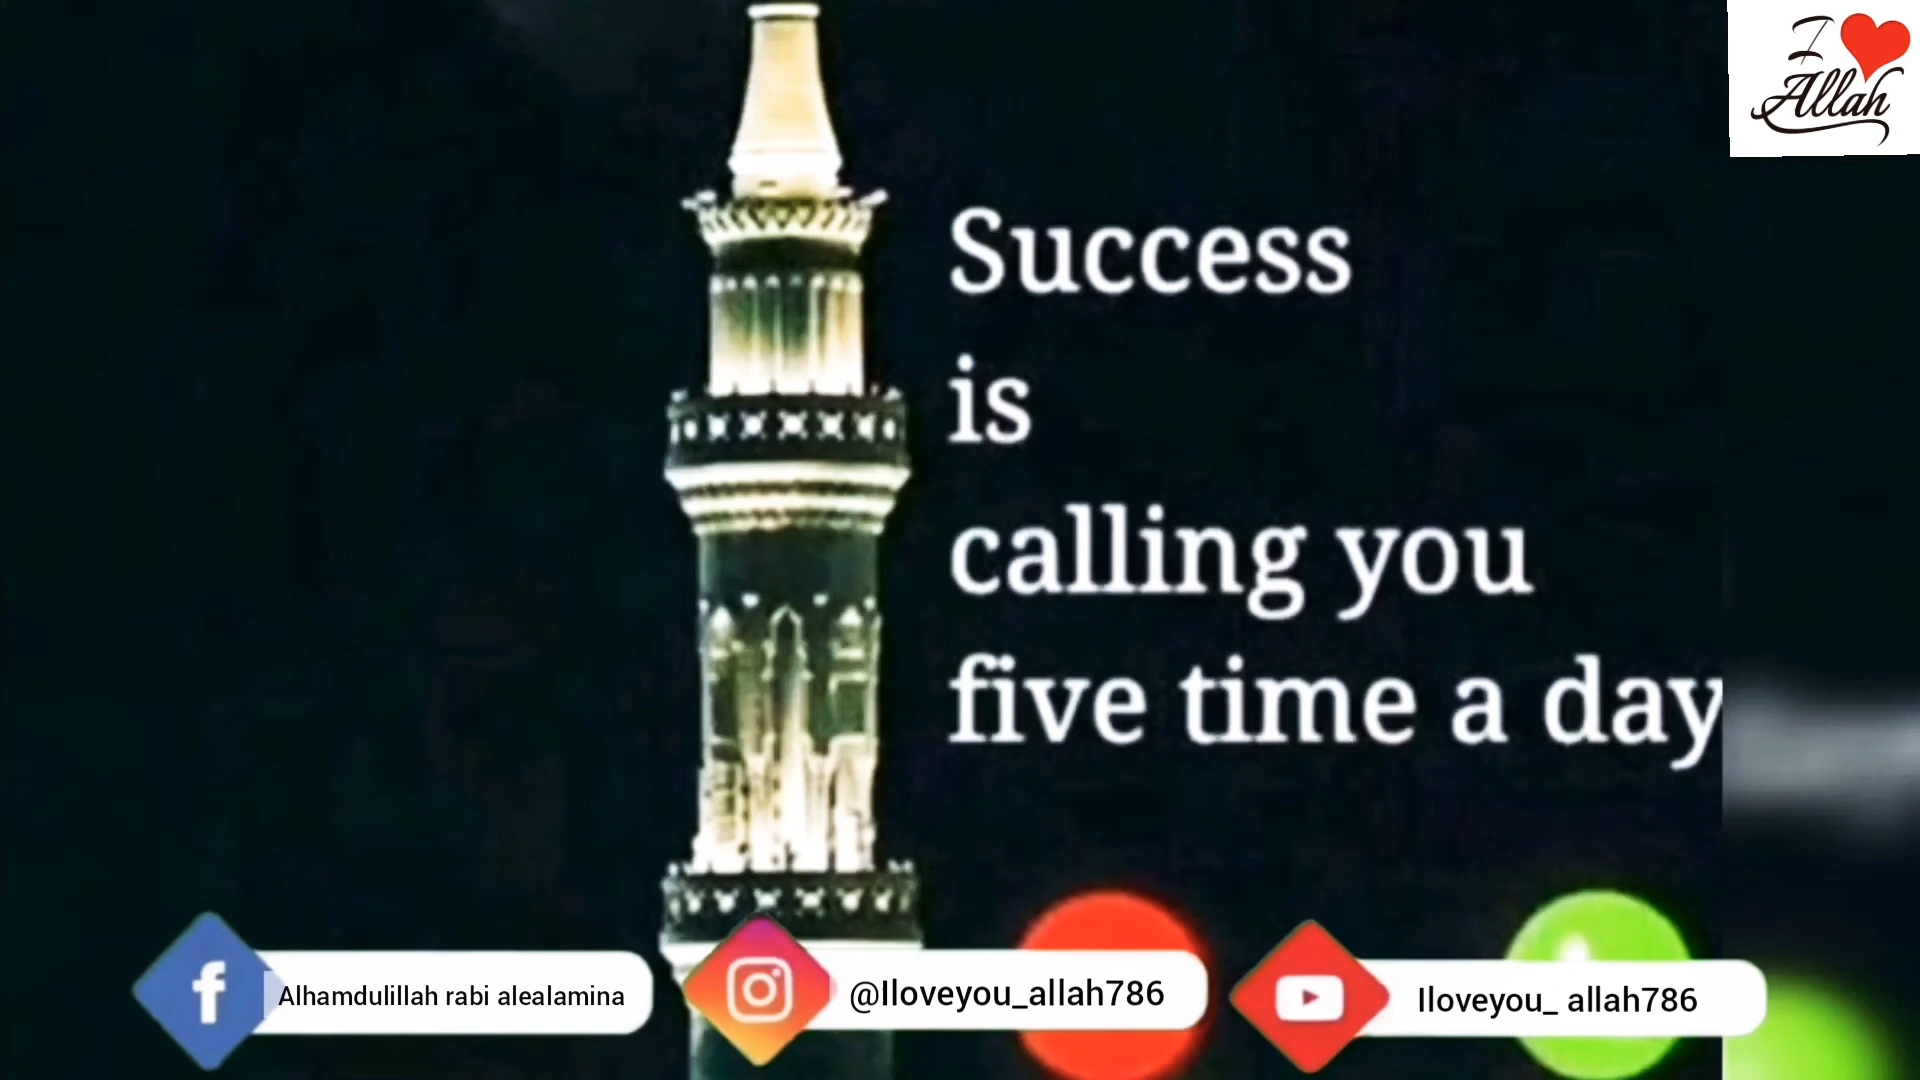 I
Allah
Success
is
calling you
five time a day
Alhamdulillah rabi alealamina
@Iloveyou_allah786
Iloveyou_ allah786